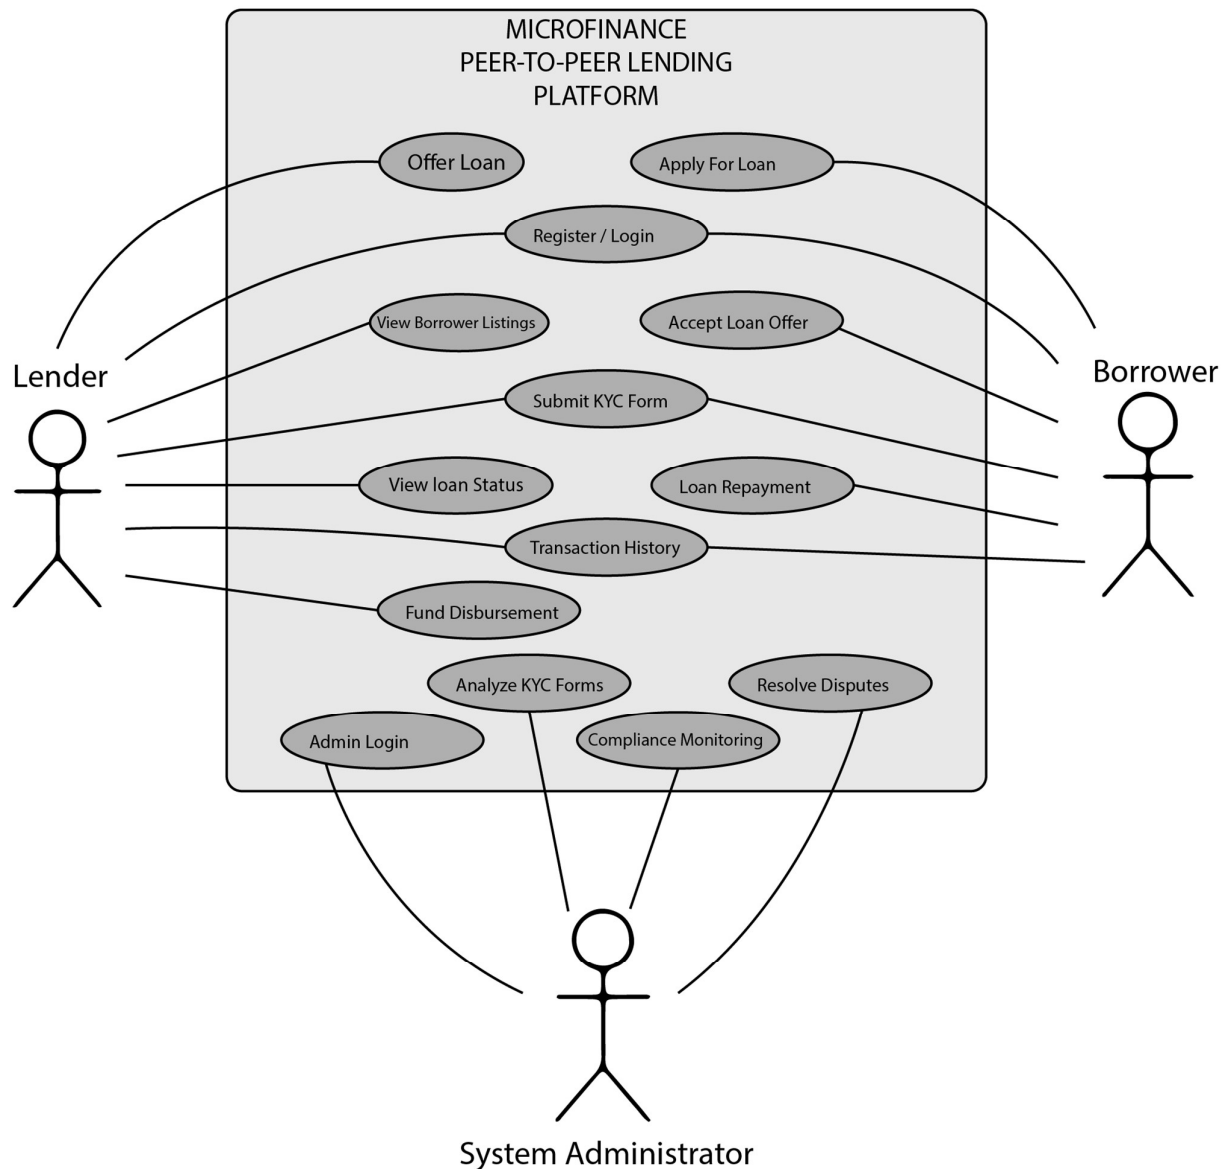 MICROFINANCE
PEER-TO-PEER LENDING
PLATFORM
Offer Loan
Apply For Loan
Register / Login
View Borrower Listings
Accept Loan Offer
Lender
Borrower
Submit KYC Form
View loan Status
Loan Repayment
Transaction History
Fund Disbursement
Analyze KYC Forms
Resolve Disputes
Admin Login
Compliance Monitoring
System Administrator